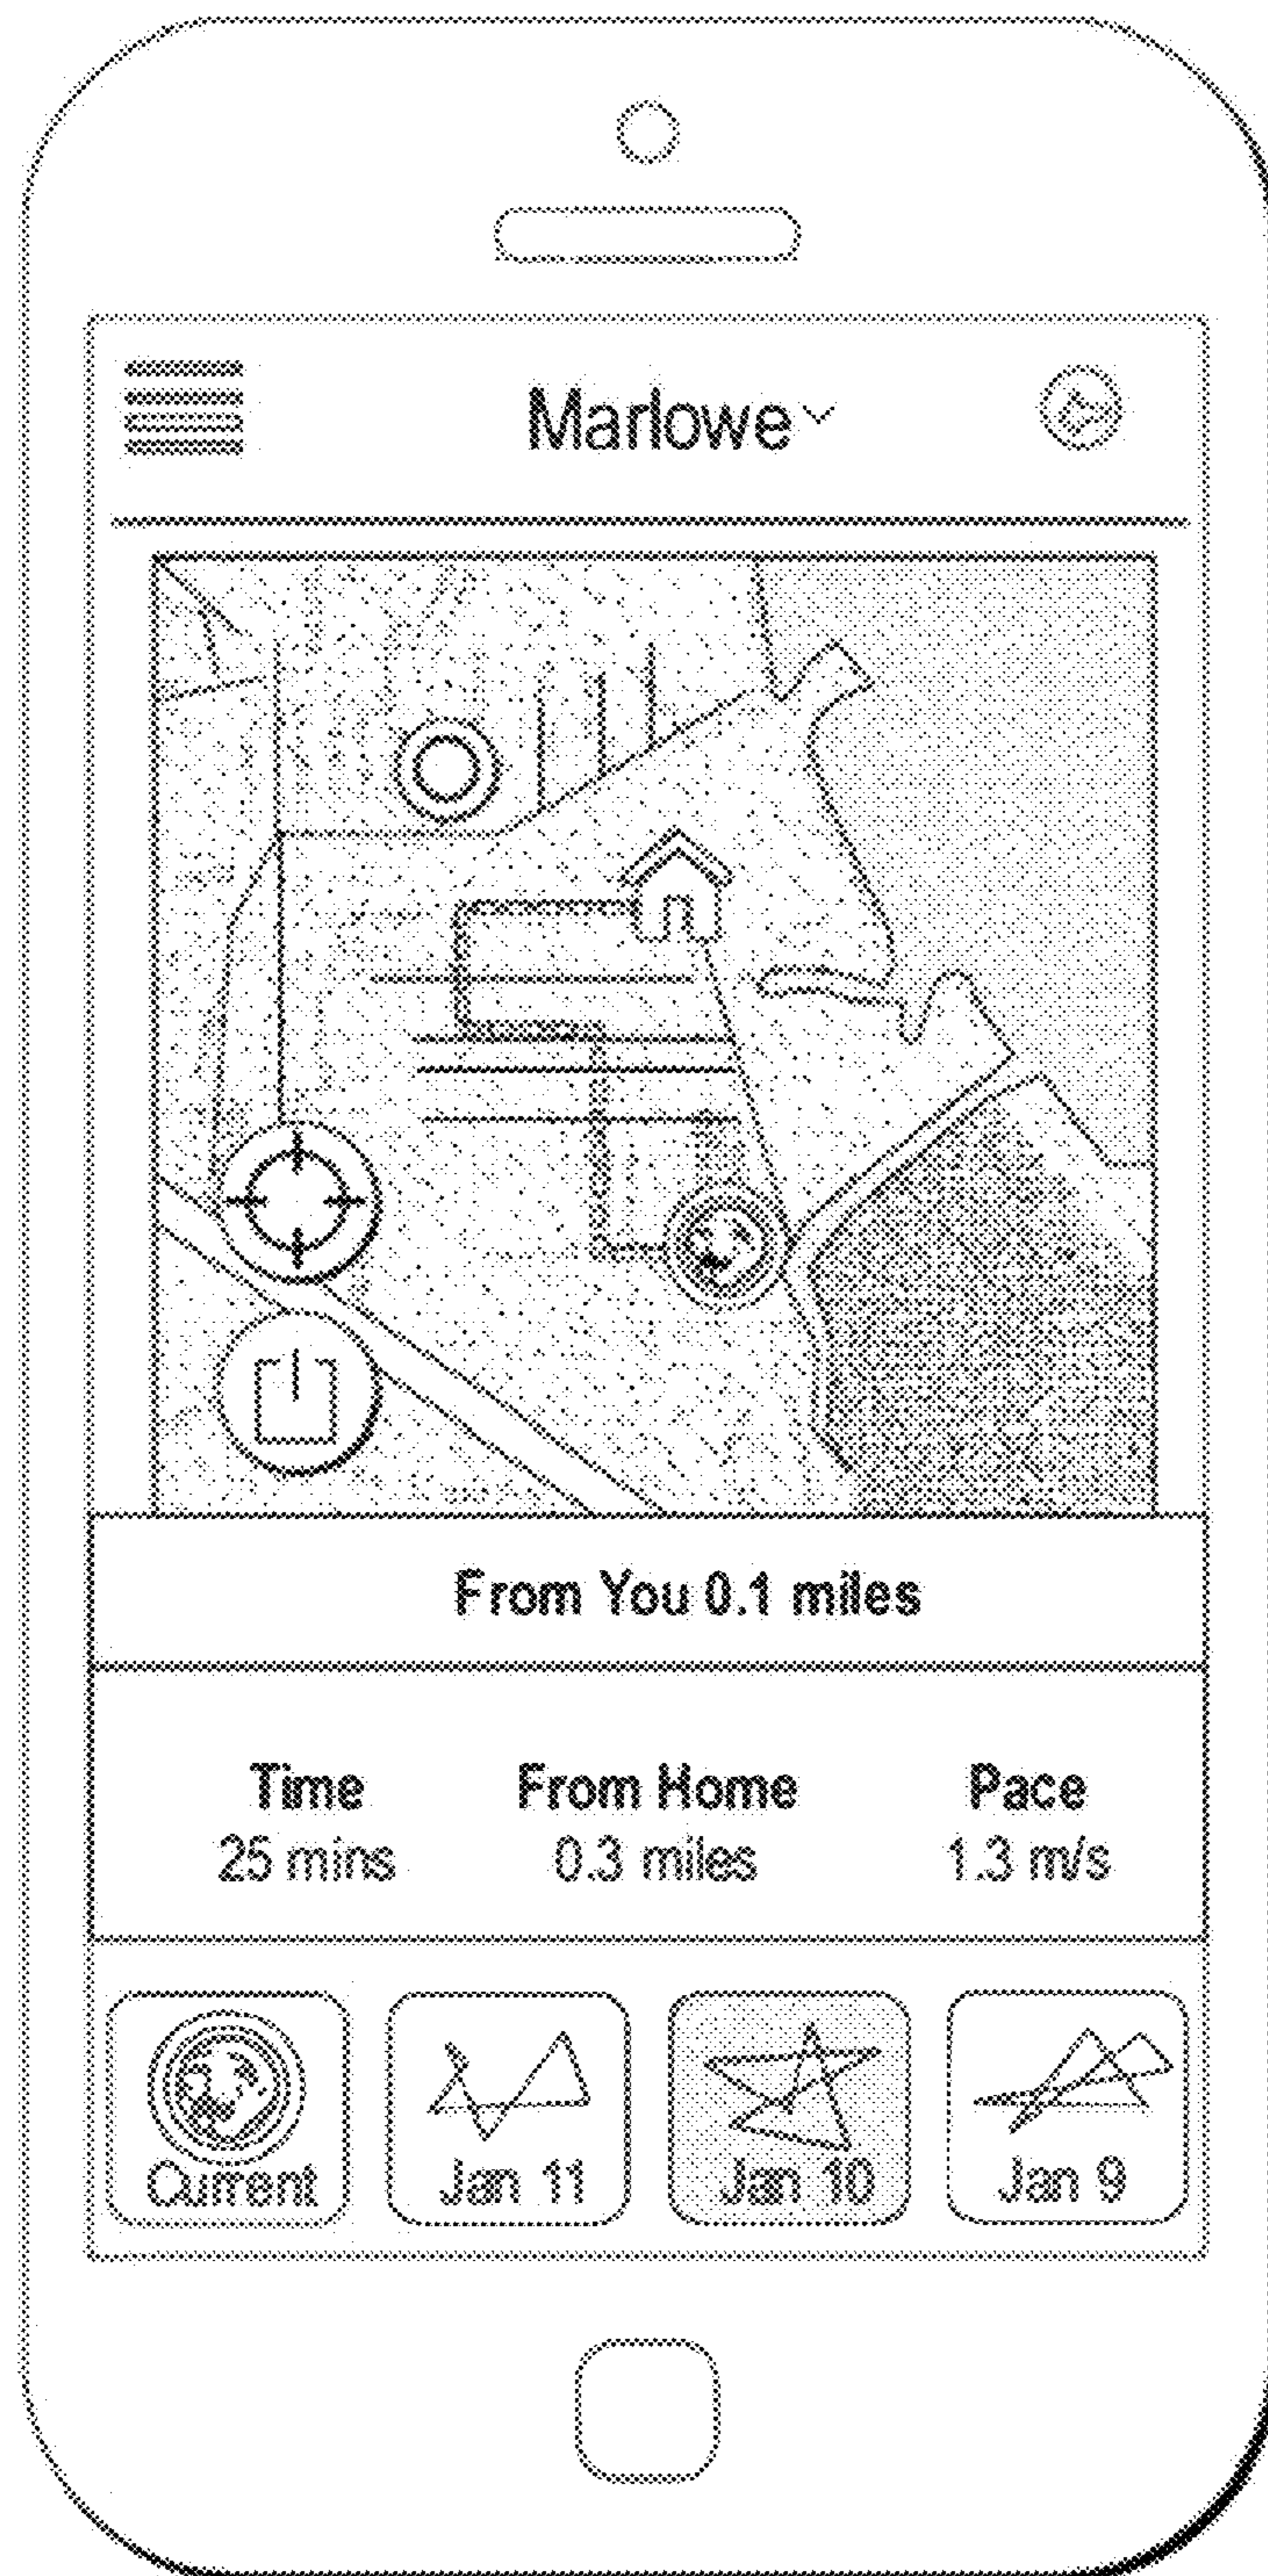 Marlowe
From You 0.1 miles
Time From Home Pace
25 mins 0.3 miles 1.3 m/s
Current Jan 11 Jan 10 Jan 9